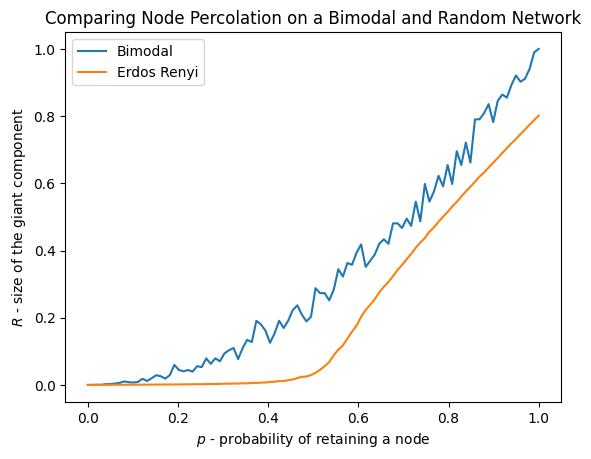 Comparing Node Percolation on a Bimodal and Random Network
Bimodal
Erdos Renyi
R - size of the giant component
1.0
0.8
0.6
0.4
0.2
0.0
0.0 0.2 0.4 0.6 0.8 1.0
p - probability of retaining a node